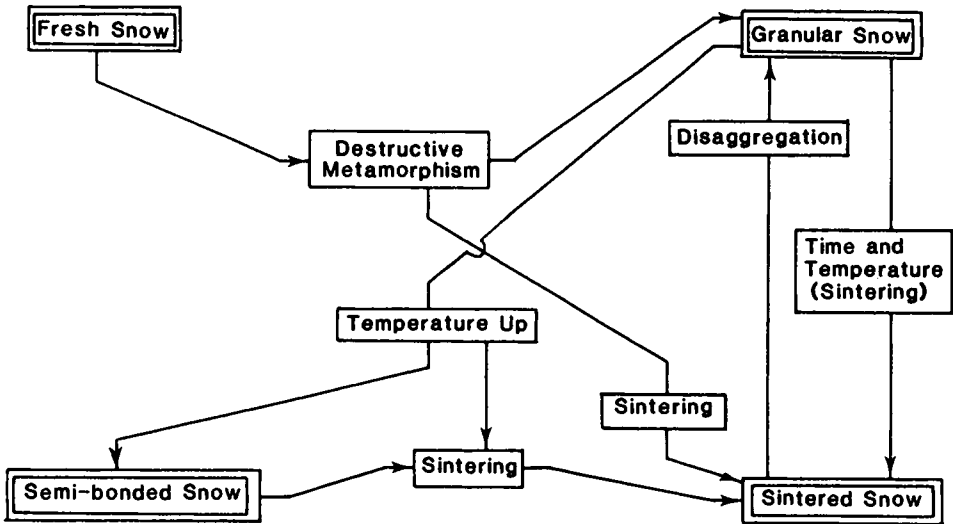 Fresh Snow
Granular Snow
Destructive
Metamorphism
Disaggregation
Time and
Temperature
(Sintering)
Temperature Up
Sintering
Semi-bonded Snow
Sintering
Sintered Snow